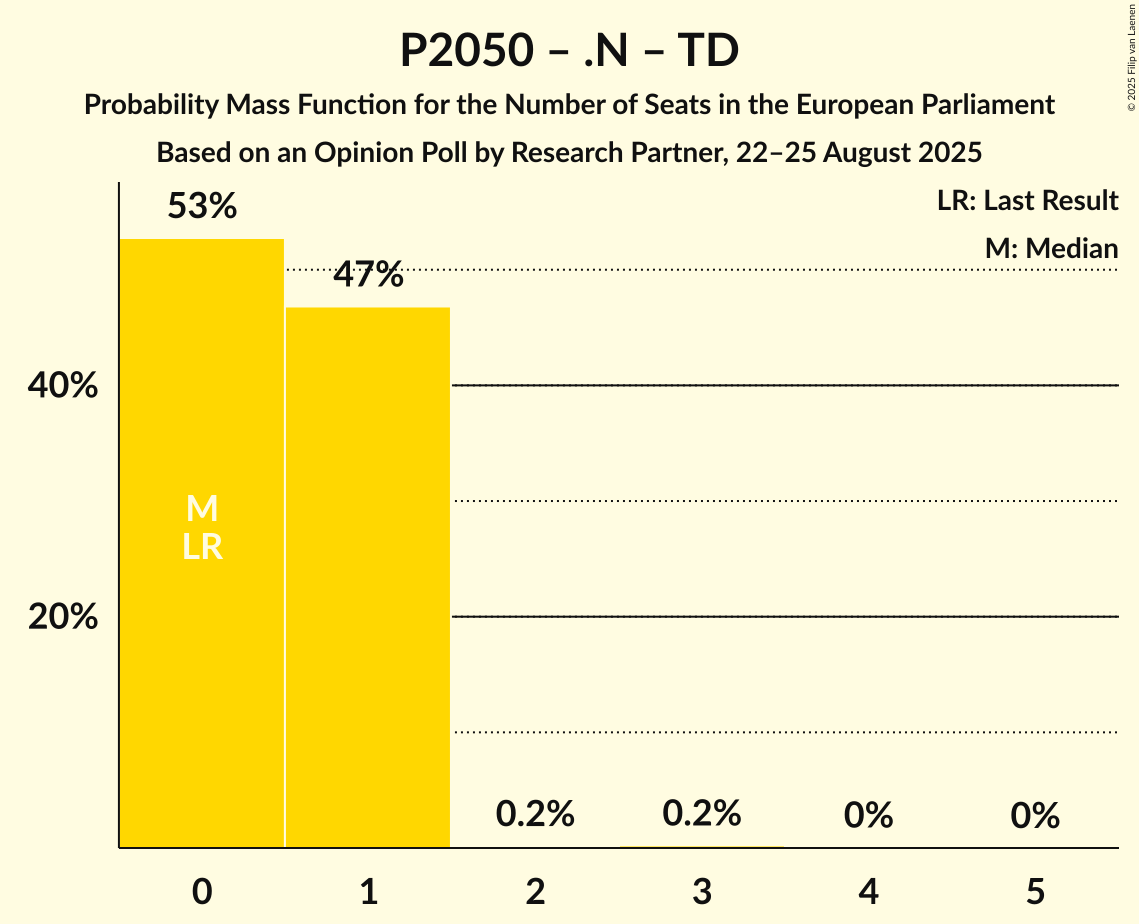 P2050 – .N – TD
Probability Mass Function for the Number of Seats in the European Parliament
Based on an Opinion Poll by Research Partner, 22–25 August 2025
© 2025 Filip van Laenen
LR: Last Result
M: Median
53%
47%
40%
M
LR
20%
0.2%
0.2%
0%
0%
0
1
2
3
4
5